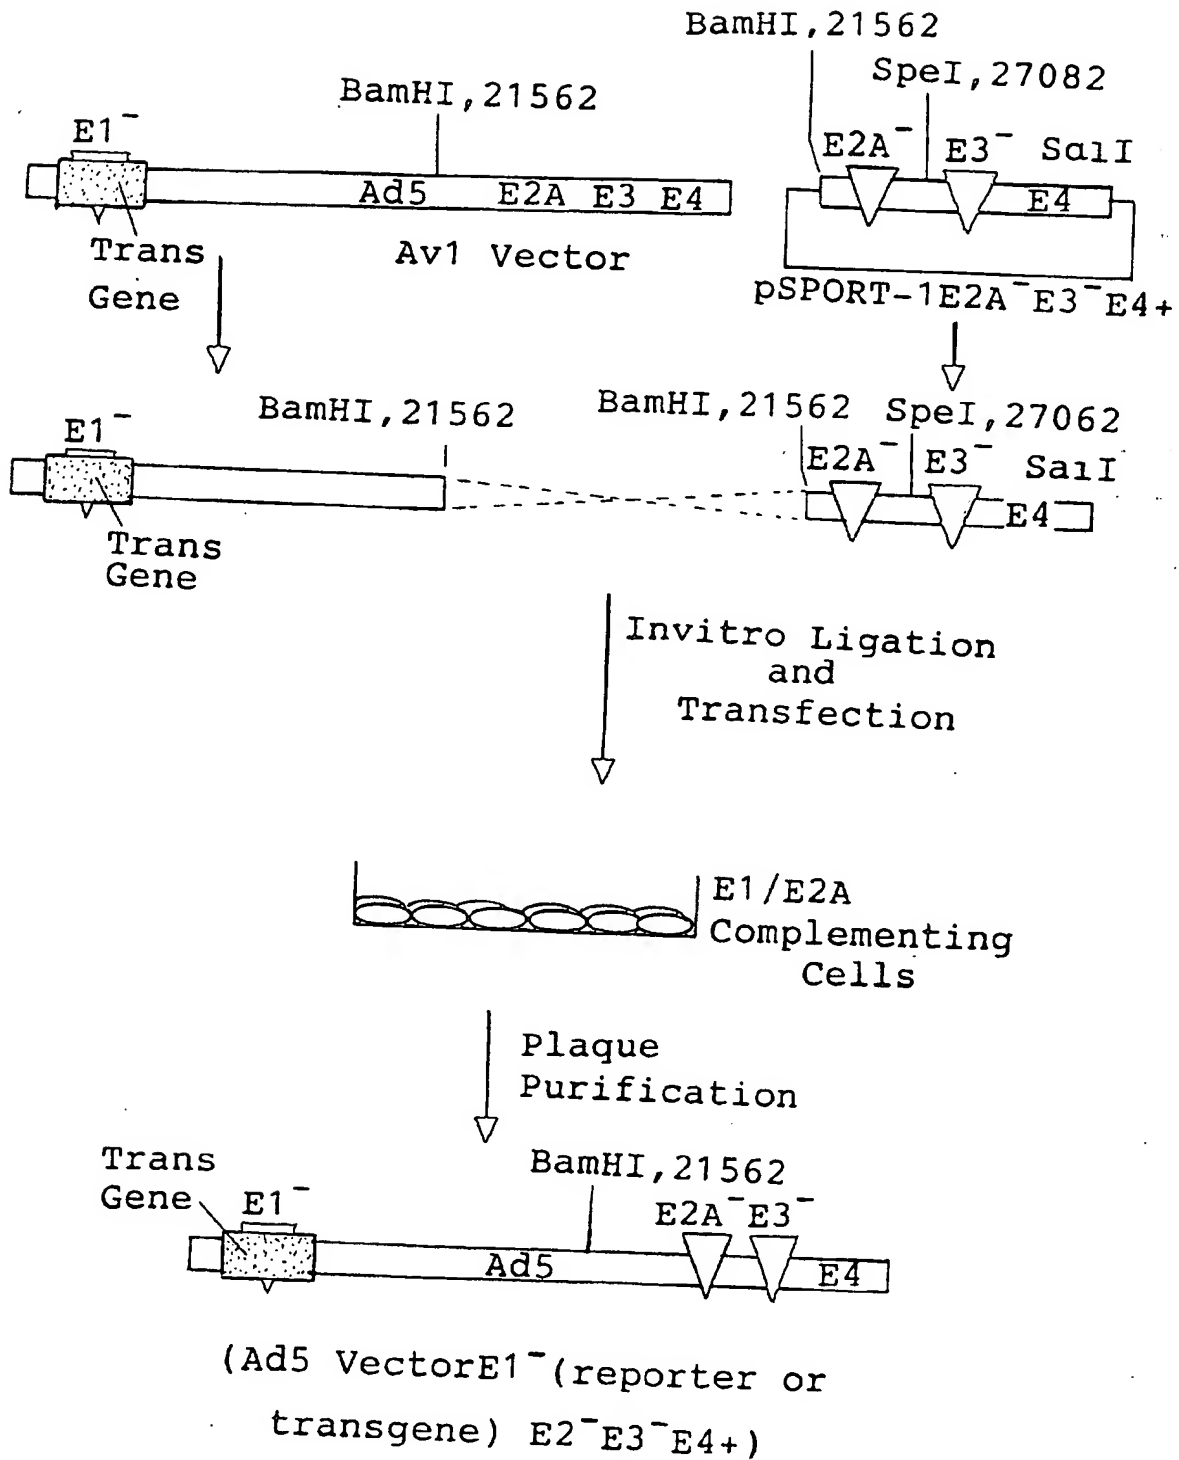 BamHI,21562
SpeI,27082
BamHI,21562
E1⁻
E2A⁻
E3⁻
SalI
Ad5
E2A
E3
E4
E4
Trans
Gene
Av1 Vector
pSPORT-1E2A⁻E3⁻E4+
BamHI,21562
BamHI,21562
SpeI,27062
E1⁻
E2A⁻
E3⁻
SalI
E4
Trans
Gene
Invitro Ligation
and
Transfection
E1/E2A
Complementing
Cells
Plaque
Purification
Trans
Gene
E1⁻
BamHI,21562
E2A⁻E3⁻
Ad5
E4
(Ad5 VectorE1⁻(reporter or
transgene) E2⁻E3⁻E4+)